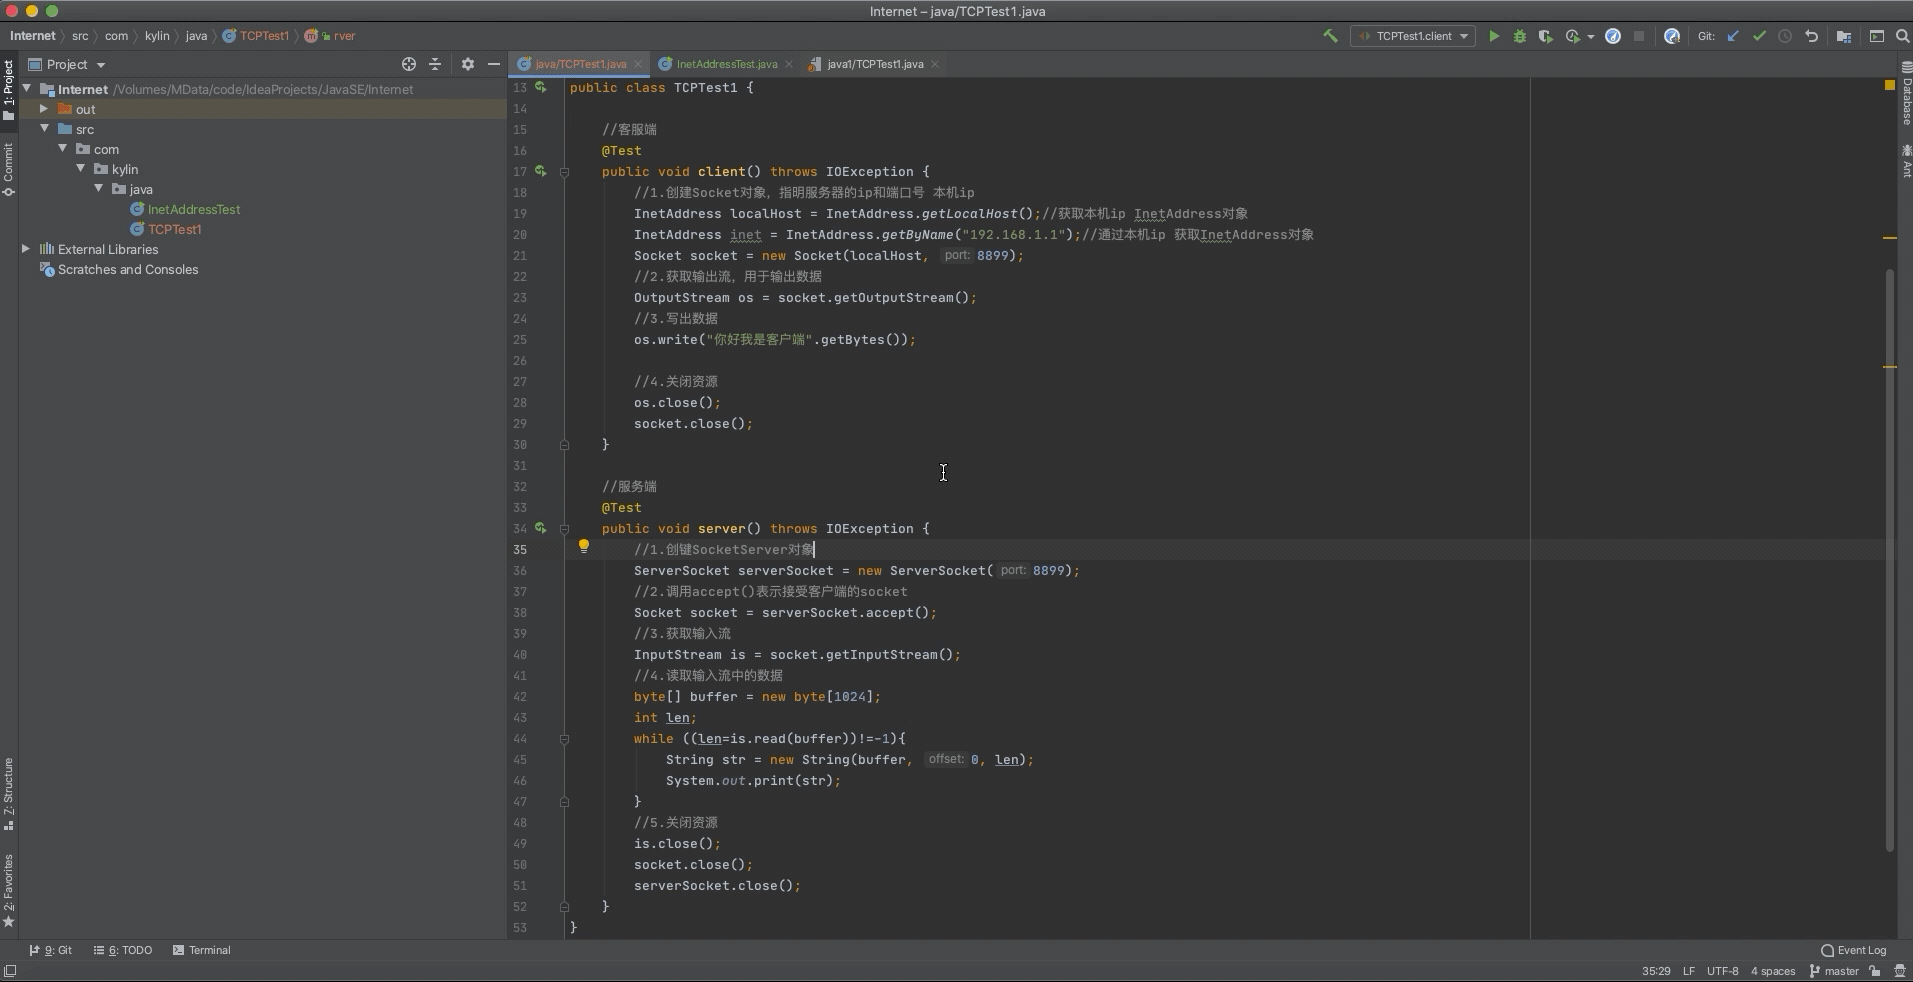 Internet – java/TCPTest1.java
Internet src com kylin java TCPTest1 rver
TCPTest1.client Git:
Project
java/TCPTest1.java InetAddressTest.java java1/TCPTest1.java
1: Project
Commit
7: Structure
2: Favorites
Internet /Volumes/MData/code/IdeaProjects/JavaSE/Internet
out
src
com
kylin
java
InetAddressTest
TCPTest1
External Libraries
Scratches and Consoles
13 public class TCPTest1 {
14
15 //客服端
16 @Test
17 public void client() throws IOException {
18 //1.创建Socket对象，指明服务器的ip和端口号 本机ip
19 InetAddress localHost = InetAddress.getLocalHost();//获取本机ip InetAddress对象
20 InetAddress inet = InetAddress.getByName("192.168.1.1");//通过本机ip 获取InetAddress对象
21 Socket socket = new Socket(localHost, port: 8899);
22 //2.获取输出流，用于输出数据
23 OutputStream os = socket.getOutputStream();
24 //3.写出数据
25 os.write("你好我是客户端".getBytes());
26
27 //4.关闭资源
28 os.close();
29 socket.close();
30 }
31
32 //服务端
33 @Test
34 public void server() throws IOException {
35 //1.创键SocketServer对象
36 ServerSocket serverSocket = new ServerSocket( port: 8899);
37 //2.调用accept()表示接受客户端的socket
38 Socket socket = serverSocket.accept();
39 //3.获取输入流
40 InputStream is = socket.getInputStream();
41 //4.读取输入流中的数据
42 byte[] buffer = new byte[1024];
43 int len;
44 while ((len=is.read(buffer))!=-1){
45 String str = new String(buffer, offset: 0, len);
46 System.out.print(str);
47 }
48 //5.关闭资源
49 is.close();
50 socket.close();
51 serverSocket.close();
52 }
53 }
Database
Ant
9: Git 6: TODO Terminal Event Log
35:29 LF UTF-8 4 spaces master